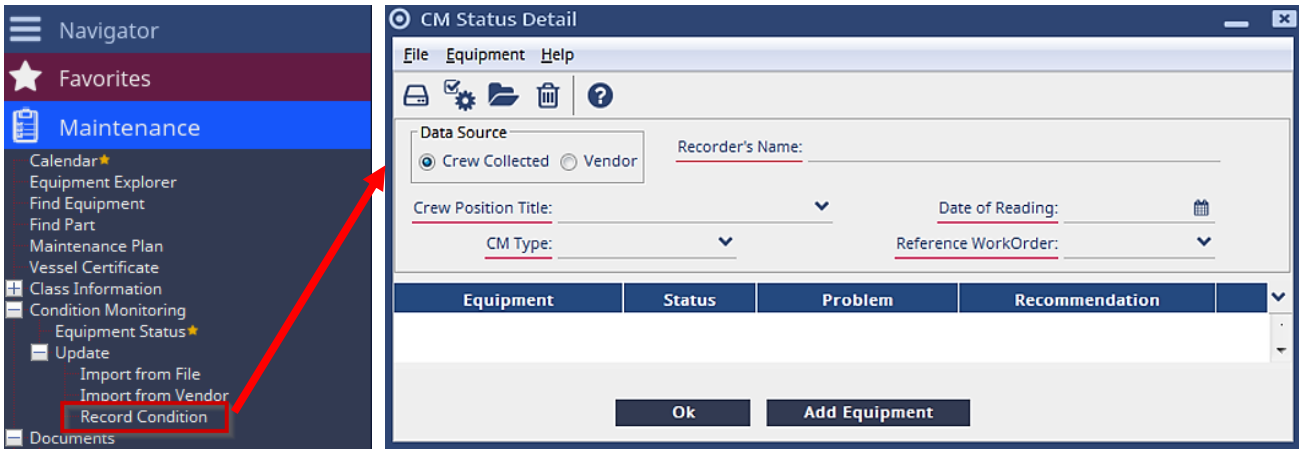 Navigator
Favorites
Maintenance
Calendar
Equipment Explorer
Find Equipment
Find Part
Maintenance Plan
Vessel Certificate
Class Information
Condition Monitoring
Equipment Status
Update
Import from File
Import from Vendor
Record Condition
Documents
CM Status Detail
File Equipment Help
Data Source
Crew Collected Vendor
Recorder's Name:
Crew Position Title:
Date of Reading:
CM Type:
Reference WorkOrder:
Equipment Status Problem Recommendation
Ok Add Equipment